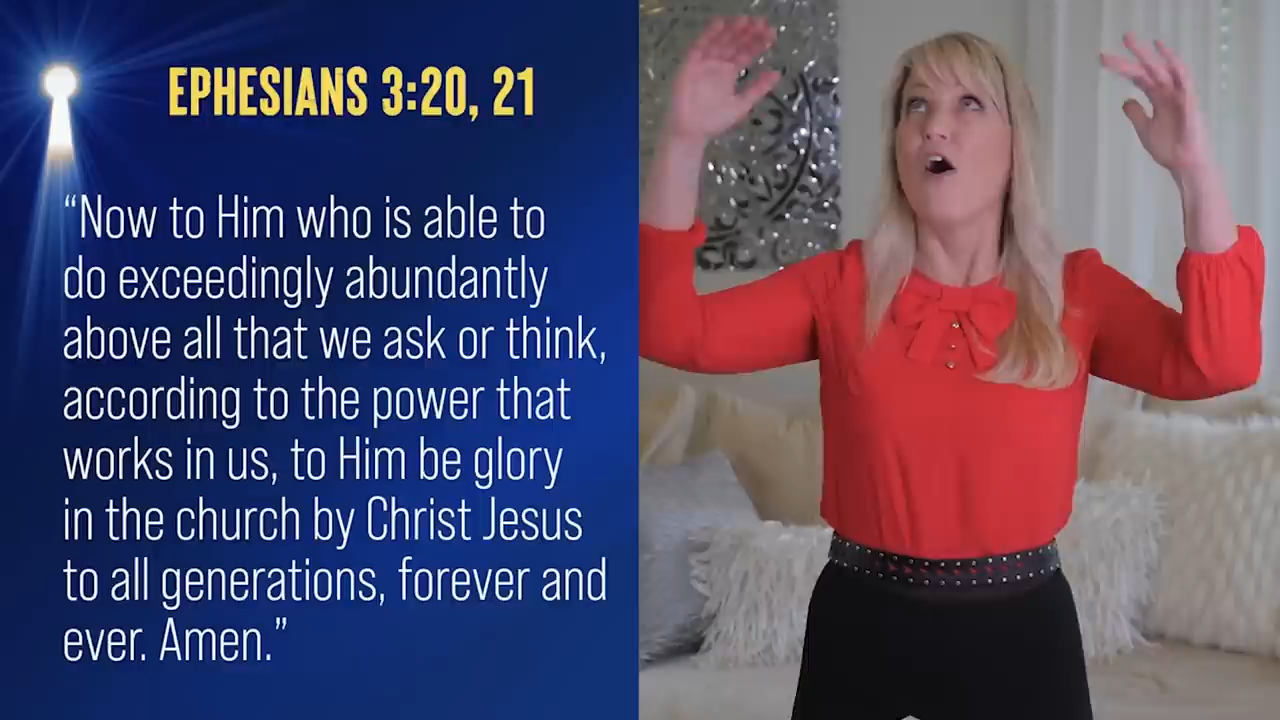 EPHESIANS 3:20, 21
“Now to Him who is able to
do exceedingly abundantly
above all that we ask or think,
according to the power that
works in us, to Him be glory
in the church by Christ Jesus
to all generations, forever and
ever. Amen.”